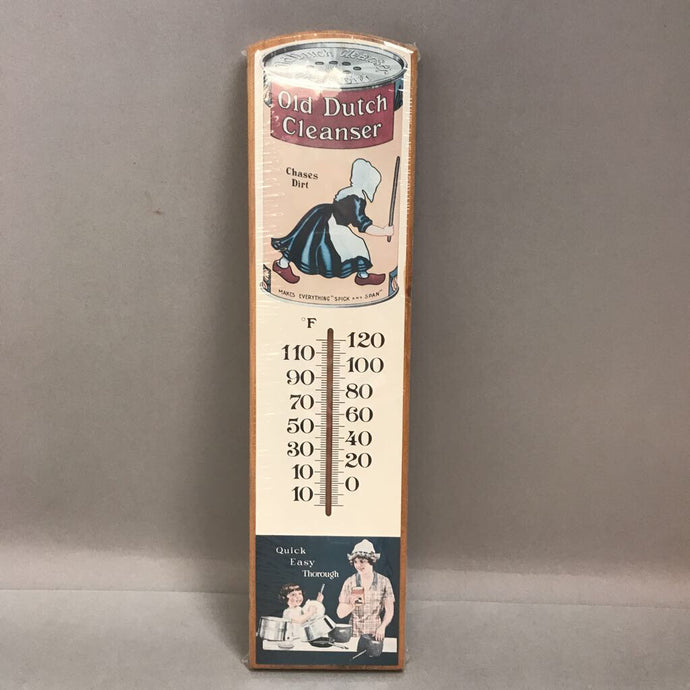 Old Dutch
Cleanser
Chases
Dirt
MAKES EVERYTHING "SPICK AND SPAN"
°F
120
110
100
90
80
70
60
50
40
30
20
10
0
10
Quick
Easy
Thorough